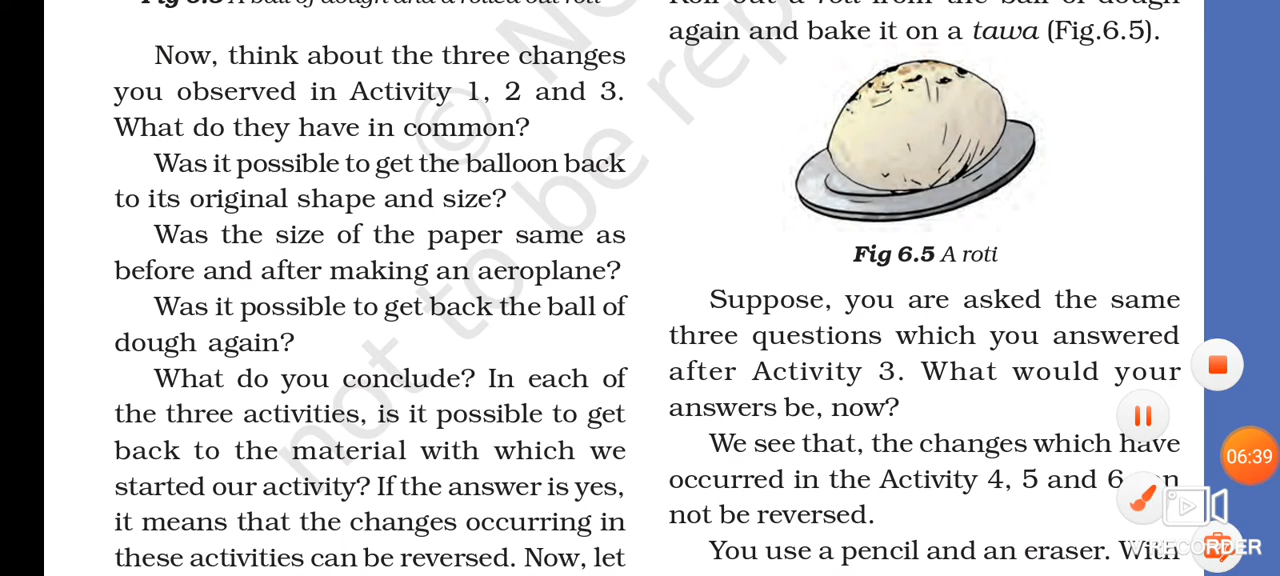 Fig 6.3 A ball of dough and a rolled out roti
Now, think about the three changes
you observed in Activity 1, 2 and 3.
What do they have in common?
Was it possible to get the balloon back
to its original shape and size?
Was the size of the paper same as
before and after making an aeroplane?
Was it possible to get back the ball of
dough again?
What do you conclude? In each of
the three activities, is it possible to get
back to the material with which we
started our activity? If the answer is yes,
it means that the changes occurring in
these activities can be reversed. Now, let
Roll out a roti from the ball of dough
again and bake it on a tawa (Fig.6.5).
Fig 6.5 A roti
Suppose, you are asked the same
three questions which you answered
after Activity 3. What would your
answers be, now?
We see that, the changes which have
occurred in the Activity 4, 5 and 6
not be reversed.
You use a pencil and an eraser. With
© N
not to be rep
06:39
RECORDER